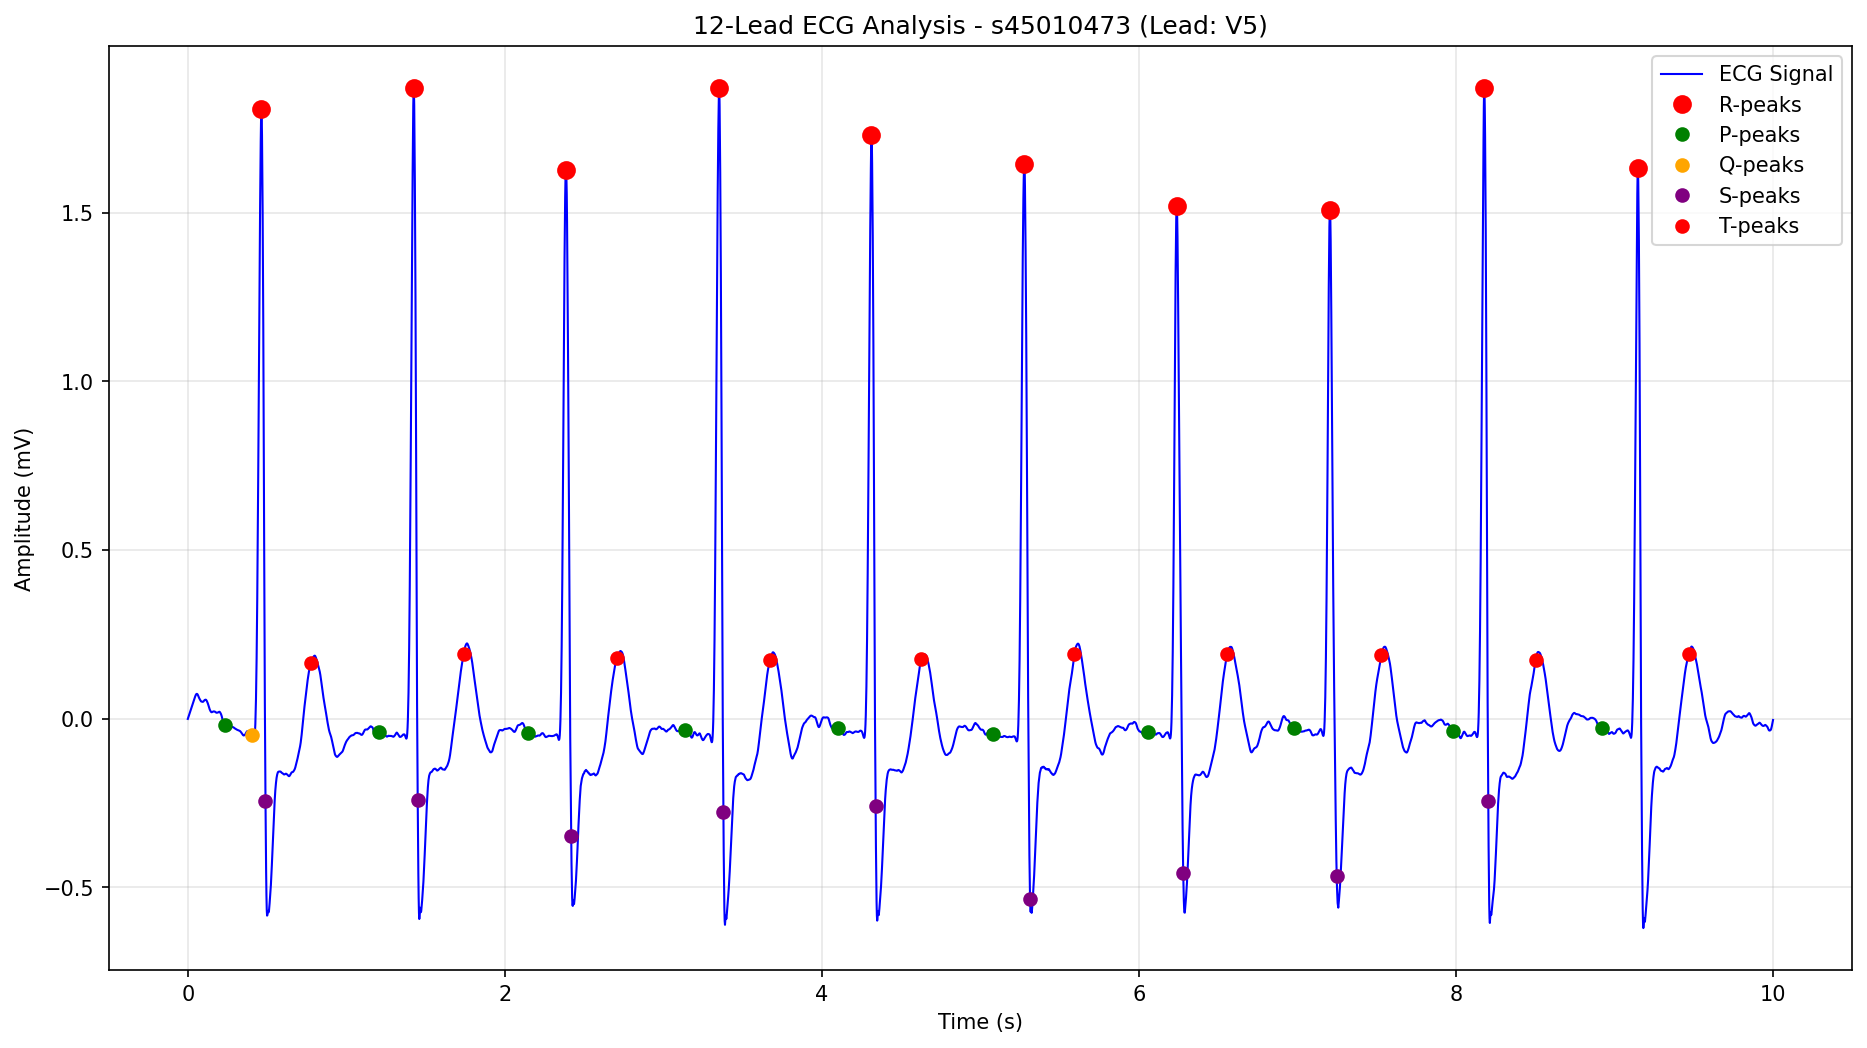 12-Lead ECG Analysis - s45010473 (Lead: V5)
ECG Signal
R-peaks
P-peaks
Q-peaks
S-peaks
T-peaks
Amplitude (mV)
1.5
1.0
0.5
0.0
−0.5
0 2 4 6 8 10
Time (s)